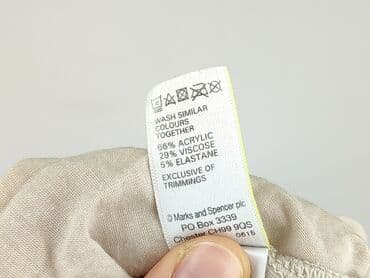 WASH SIMILAR
COLOURS
TOGETHER
66% ACRYLIC
29% VISCOSE
5% ELASTANE
EXCLUSIVE OF
TRIMMINGS
© Marks and Spencer plc
PO Box 3339
Chester CH99 9QS
0616